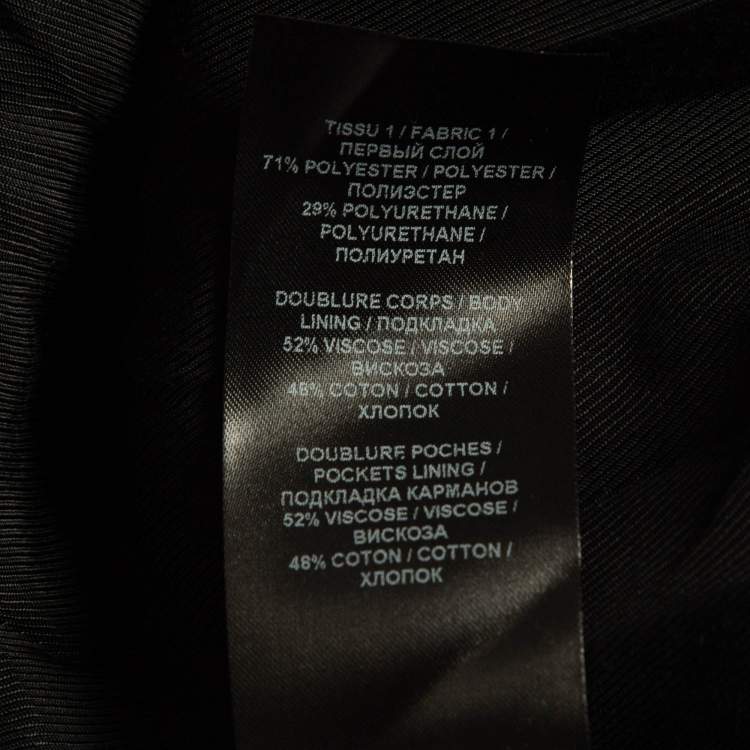 TISSU 1 / FABRIC 1 /
ПЕРВЫЙ СЛОЙ
71% POLYESTER / POLYESTER /
ПОЛИЭСТЕР
29% POLYURETHANE /
POLYURETHANE /
ПОЛИУРЕТАН
DOUBLURE CORPS / BODY
LINING / ПОДКЛАДКА
52% VISCOSE / VISCOSE /
ВИСКОЗА
48% COTON / COTTON /
ХЛОПОК
DOUBLURE POCHES /
POCKETS LINING /
ПОДКЛАДКА КАРМАНОВ
52% VISCOSE / VISCOSE /
ВИСКОЗА
48% COTON / COTTON /
ХЛОПОК